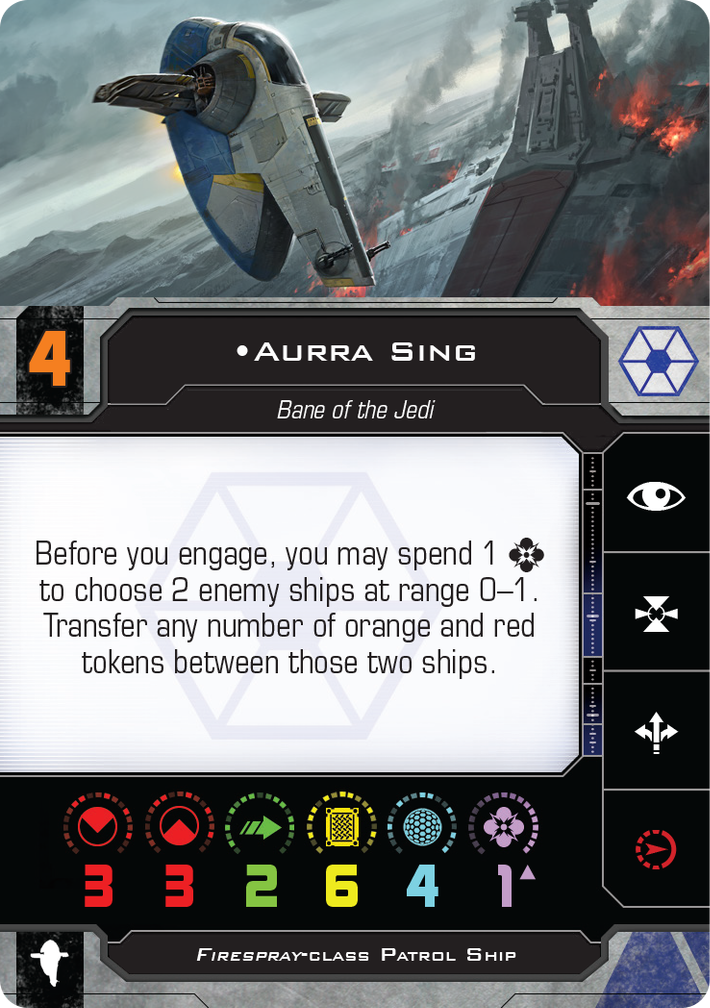 4
•Aurra Sing
Bane of the Jedi
Before you engage, you may spend 1
to choose 2 enemy ships at range 0–1.
Transfer any number of orange and red
tokens between those two ships.
3 3 2 6 4 1
Firespray-class Patrol Ship